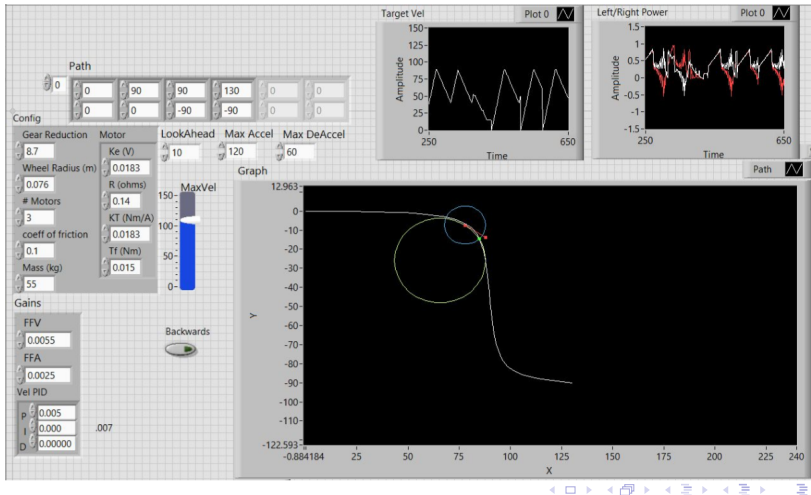 Target Vel
Plot 0
150-
125-
100-
75-
50-
25-
0-
Amplitude
250
650
Time
Left/Right Power
Plot 0
1.5-
1-
0.5-
0-
-0.5-
-1-
-1.5-
Amplitude
250
650
Time
Path
0
0 90 90 130 0 0
0 0 -90 -90 0 0
Config
Gear Reduction
8.7
Wheel Radius (m)
0.076
# Motors
3
coeff of friction
0.1
Mass (kg)
55
Motor
Ke (V)
0.0183
R (ohms)
0.14
KT (Nm/A)
0.0183
Tf (Nm)
0.015
LookAhead
10
Max Accel
120
Max DeAccel
60
MaxVel
150-
100-
50-
0-
Gains
FFV
0.0055
FFA
0.0025
Vel PID
P 0.005
I 0.000
D 0.00000
.007
Backwards
Graph
Path
12.963-
0-
-10-
-20-
-30-
-40-
-50-
-60-
-70-
-80-
-90-
-100-
-110-
-122.593-
Y
-0.884184 25 50 75 100 125 150 175 200 225 240
X